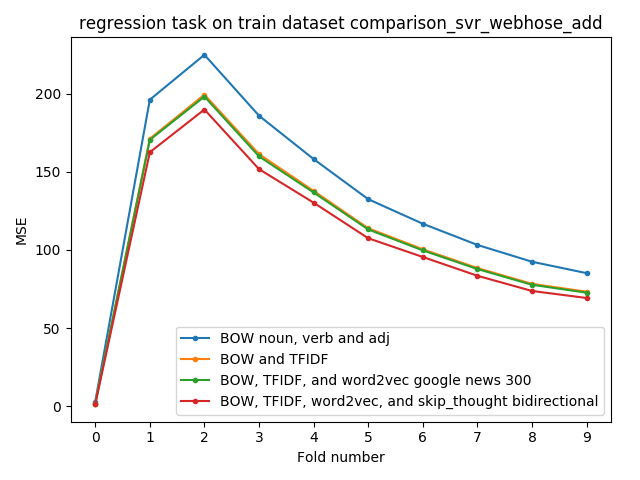 regression task on train dataset comparison_svr_webhose_add
200
150
100
50
0
MSE
BOW noun, verb and adj
BOW and TFIDF
BOW, TFIDF, and word2vec google news 300
BOW, TFIDF, word2vec, and skip_thought bidirectional
0 1 2 3 4 5 6 7 8 9
Fold number